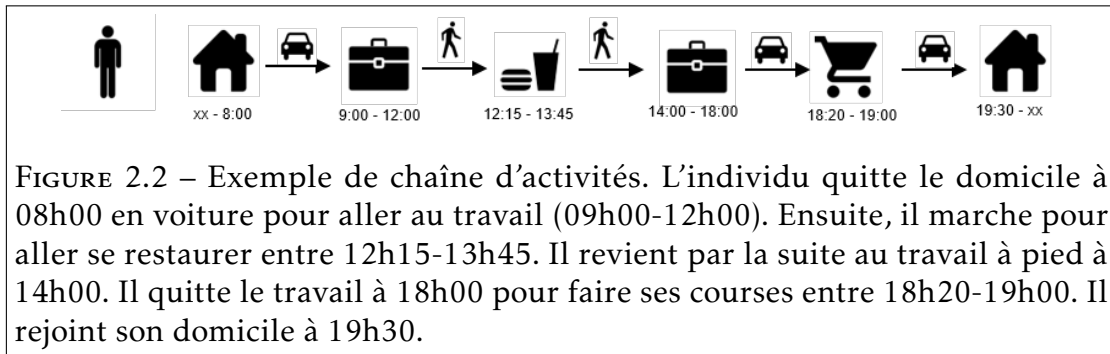 xx - 8:00 9:00 - 12:00 12:15 - 13:45 14:00 - 18:00 18:20 - 19:00 19:30 - xx
FIGURE 2.2 – Exemple de chaîne d'activités. L'individu quitte le domicile à
08h00 en voiture pour aller au travail (09h00-12h00). Ensuite, il marche pour
aller se restaurer entre 12h15-13h45. Il revient par la suite au travail à pied à
14h00. Il quitte le travail à 18h00 pour faire ses courses entre 18h20-19h00. Il
rejoint son domicile à 19h30.